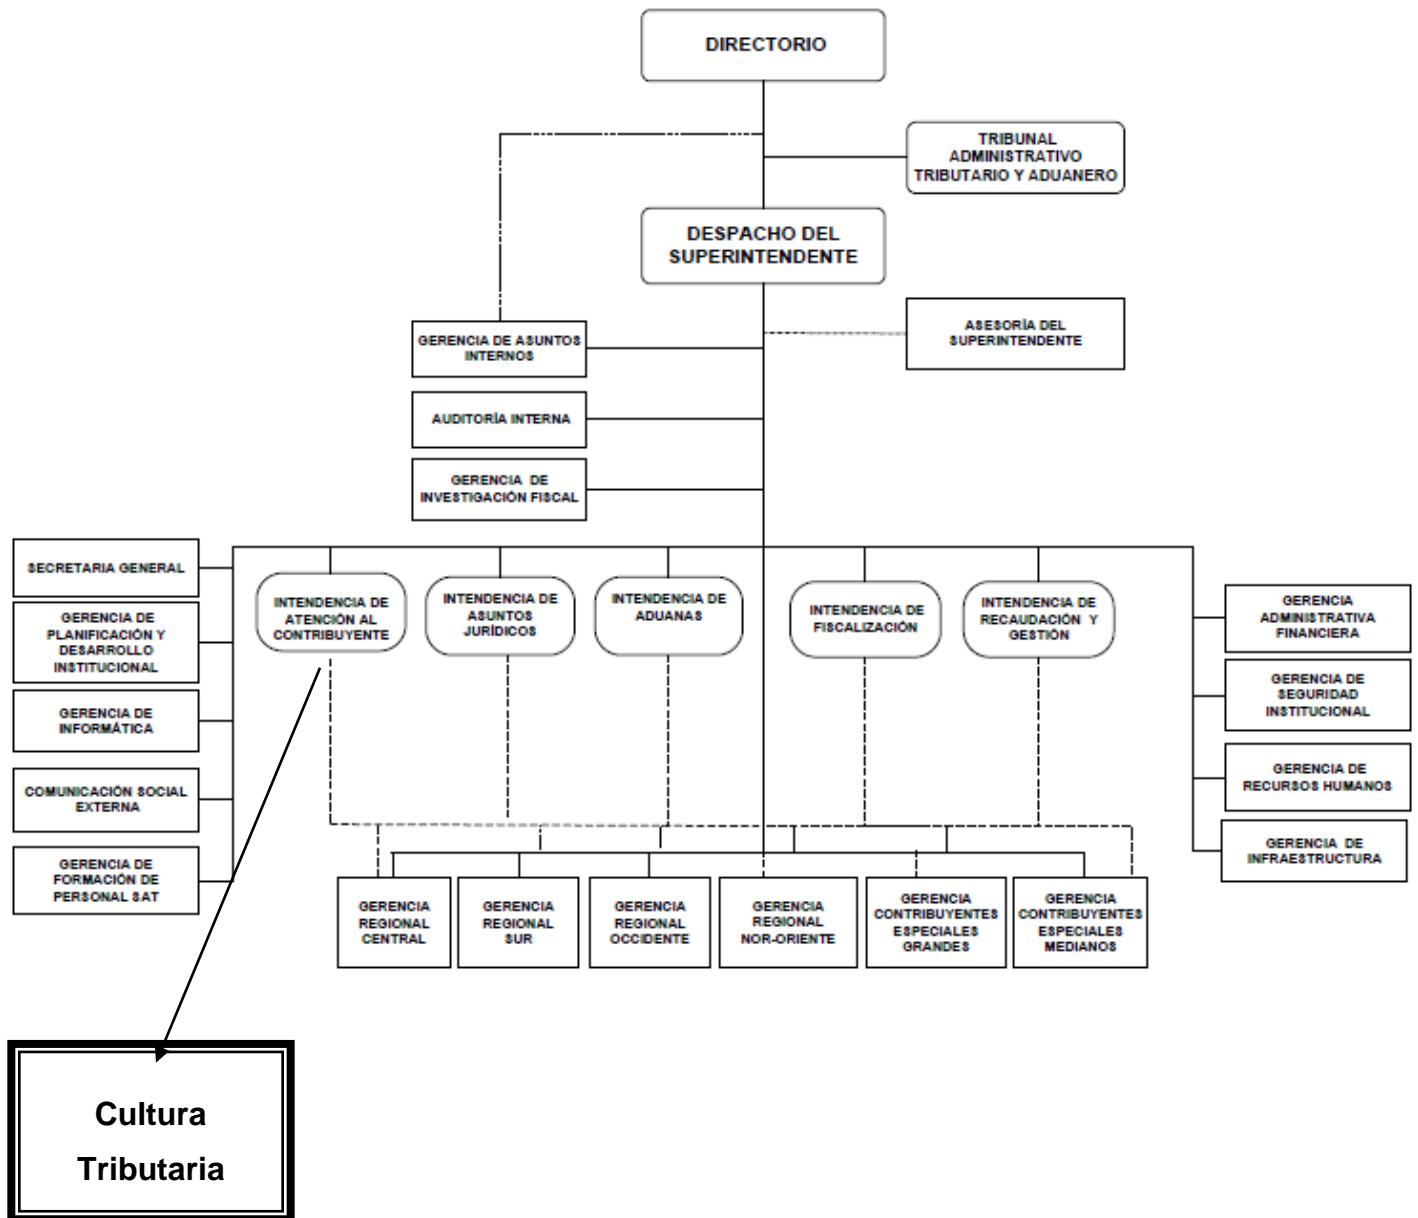 DIRECTORIO
TRIBUNAL
ADMINISTRATIVO
TRIBUTARIO Y ADUANERO
DESPACHO DEL
SUPERINTENDENTE
ASESORÍA DEL
SUPERINTENDENTE
GERENCIA DE ASUNTOS
INTERNOS
AUDITORÍA INTERNA
GERENCIA DE
INVESTIGACIÓN FISCAL
SECRETARIA GENERAL
GERENCIA DE
PLANIFICACIÓN Y
DESARROLLO
INSTITUCIONAL
GERENCIA DE
INFORMÁTICA
COMUNICACIÓN SOCIAL
EXTERNA
GERENCIA DE
FORMACIÓN DE
PERSONAL SAT
INTENDENCIA DE
ATENCIÓN AL
CONTRIBUYENTE
INTENDENCIA DE
ASUNTOS
JURÍDICOS
INTENDENCIA DE
ADUANAS
INTENDENCIA DE
FISCALIZACIÓN
INTENDENCIA DE
RECAUDACIÓN Y
GESTIÓN
GERENCIA
ADMINISTRATIVA
FINANCIERA
GERENCIA DE
SEGURIDAD
INSTITUCIONAL
GERENCIA DE
RECURSOS HUMANOS
GERENCIA DE
INFRAESTRUCTURA
GERENCIA
REGIONAL
CENTRAL
GERENCIA
REGIONAL
SUR
GERENCIA
REGIONAL
OCCIDENTE
GERENCIA
REGIONAL
NOR-ORIENTE
GERENCIA
CONTRIBUYENTES
ESPECIALES
GRANDES
GERENCIA
CONTRIBUYENTES
ESPECIALES
MEDIANOS
Cultura
Tributaria